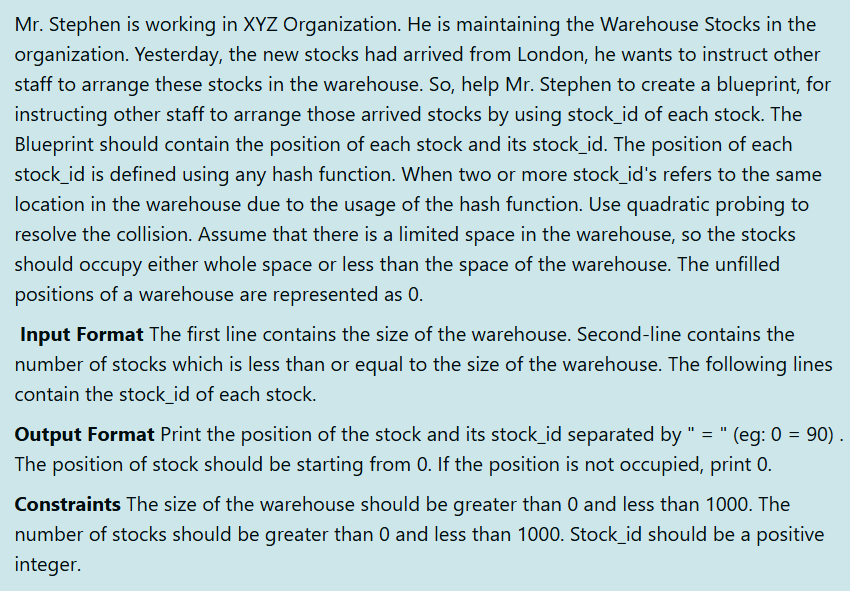 Mr. Stephen is working in XYZ Organization. He is maintaining the Warehouse Stocks in the
organization. Yesterday, the new stocks had arrived from London, he wants to instruct other
staff to arrange these stocks in the warehouse. So, help Mr. Stephen to create a blueprint, for
instructing other staff to arrange those arrived stocks by using stock_id of each stock. The
Blueprint should contain the position of each stock and its stock_id. The position of each
stock_id is defined using any hash function. When two or more stock_id's refers to the same
location in the warehouse due to the usage of the hash function. Use quadratic probing to
resolve the collision. Assume that there is a limited space in the warehouse, so the stocks
should occupy either whole space or less than the space of the warehouse. The unfilled
positions of a warehouse are represented as 0.
Input Format The first line contains the size of the warehouse. Second-line contains the
number of stocks which is less than or equal to the size of the warehouse. The following lines
contain the stock_id of each stock.
Output Format Print the position of the stock and its stock_id separated by " = " (eg: 0 = 90) .
The position of stock should be starting from 0. If the position is not occupied, print 0.
Constraints The size of the warehouse should be greater than 0 and less than 1000. The
number of stocks should be greater than 0 and less than 1000. Stock_id should be a positive
integer.